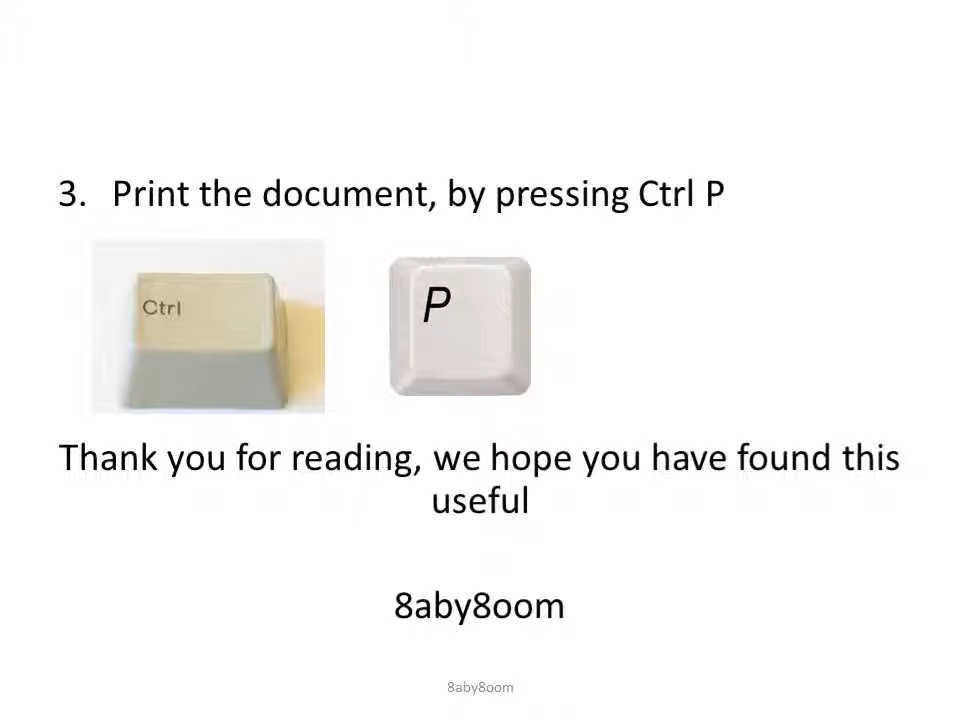 3. Print the document, by pressing Ctrl P
Ctrl
P
Thank you for reading, we hope you have found this
useful
8aby8oom
8aby8oom